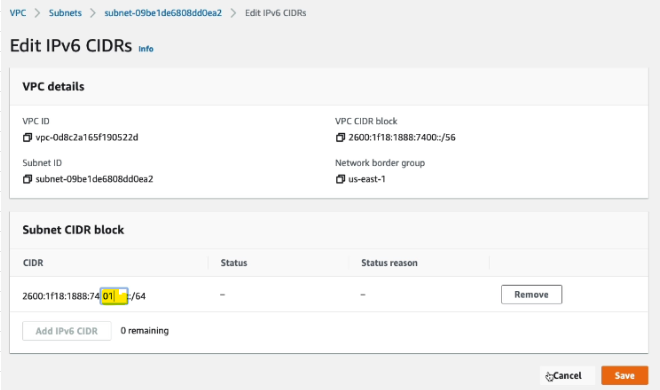 VPC > Subnets > subnet-09be1de6808dd0ea2 > Edit IPv6 CIDRs
Edit IPv6 CIDRs Info
VPC details
VPC ID
vpc-0d8c2a165f190522d
VPC CIDR block
2600:1f18:1888:7400::/56
Subnet ID
subnet-09be1de6808dd0ea2
Network border group
us-east-1
Subnet CIDR block
CIDR Status Status reason
2600:1f18:1888:74 01 ::/64 – – Remove
Add IPv6 CIDR 0 remaining
Cancel Save